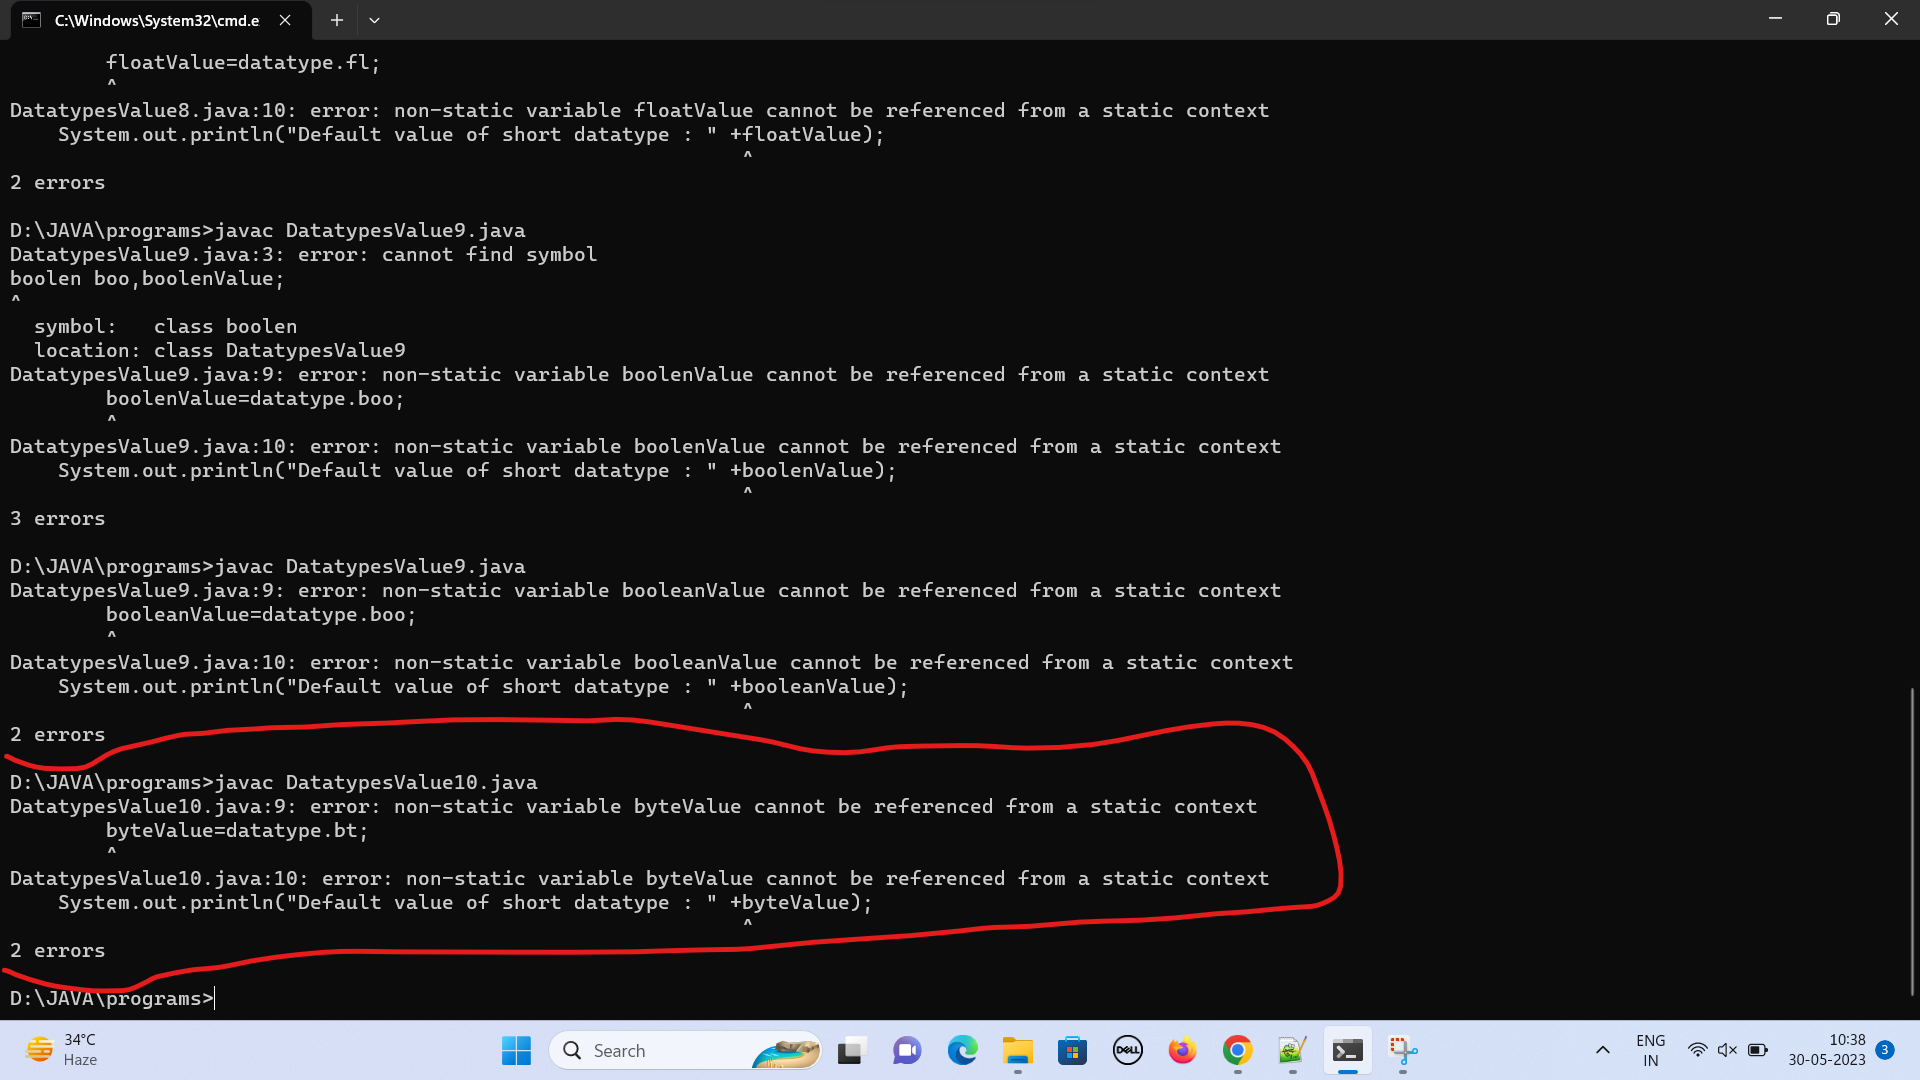 C:\Windows\System32\cmd.e
        floatValue=datatype.fl;
        ^
DatatypesValue8.java:10: error: non-static variable floatValue cannot be referenced from a static context
    System.out.println("Default value of short datatype : " +floatValue);
                                                             ^
2 errors
D:\JAVA\programs>javac DatatypesValue9.java
DatatypesValue9.java:3: error: cannot find symbol
boolen boo,boolenValue;
^
  symbol:   class boolen
  location: class DatatypesValue9
DatatypesValue9.java:9: error: non-static variable boolenValue cannot be referenced from a static context
        boolenValue=datatype.boo;
        ^
DatatypesValue9.java:10: error: non-static variable boolenValue cannot be referenced from a static context
    System.out.println("Default value of short datatype : " +boolenValue);
                                                             ^
3 errors
D:\JAVA\programs>javac DatatypesValue9.java
DatatypesValue9.java:9: error: non-static variable booleanValue cannot be referenced from a static context
        booleanValue=datatype.boo;
        ^
DatatypesValue9.java:10: error: non-static variable booleanValue cannot be referenced from a static context
    System.out.println("Default value of short datatype : " +booleanValue);
                                                             ^
2 errors
D:\JAVA\programs>javac DatatypesValue10.java
DatatypesValue10.java:9: error: non-static variable byteValue cannot be referenced from a static context
        byteValue=datatype.bt;
        ^
DatatypesValue10.java:10: error: non-static variable byteValue cannot be referenced from a static context
    System.out.println("Default value of short datatype : " +byteValue);
                                                             ^
2 errors
D:\JAVA\programs>
34°C
Haze
Search
DELL
ENG
IN
10:38
30-05-2023
3